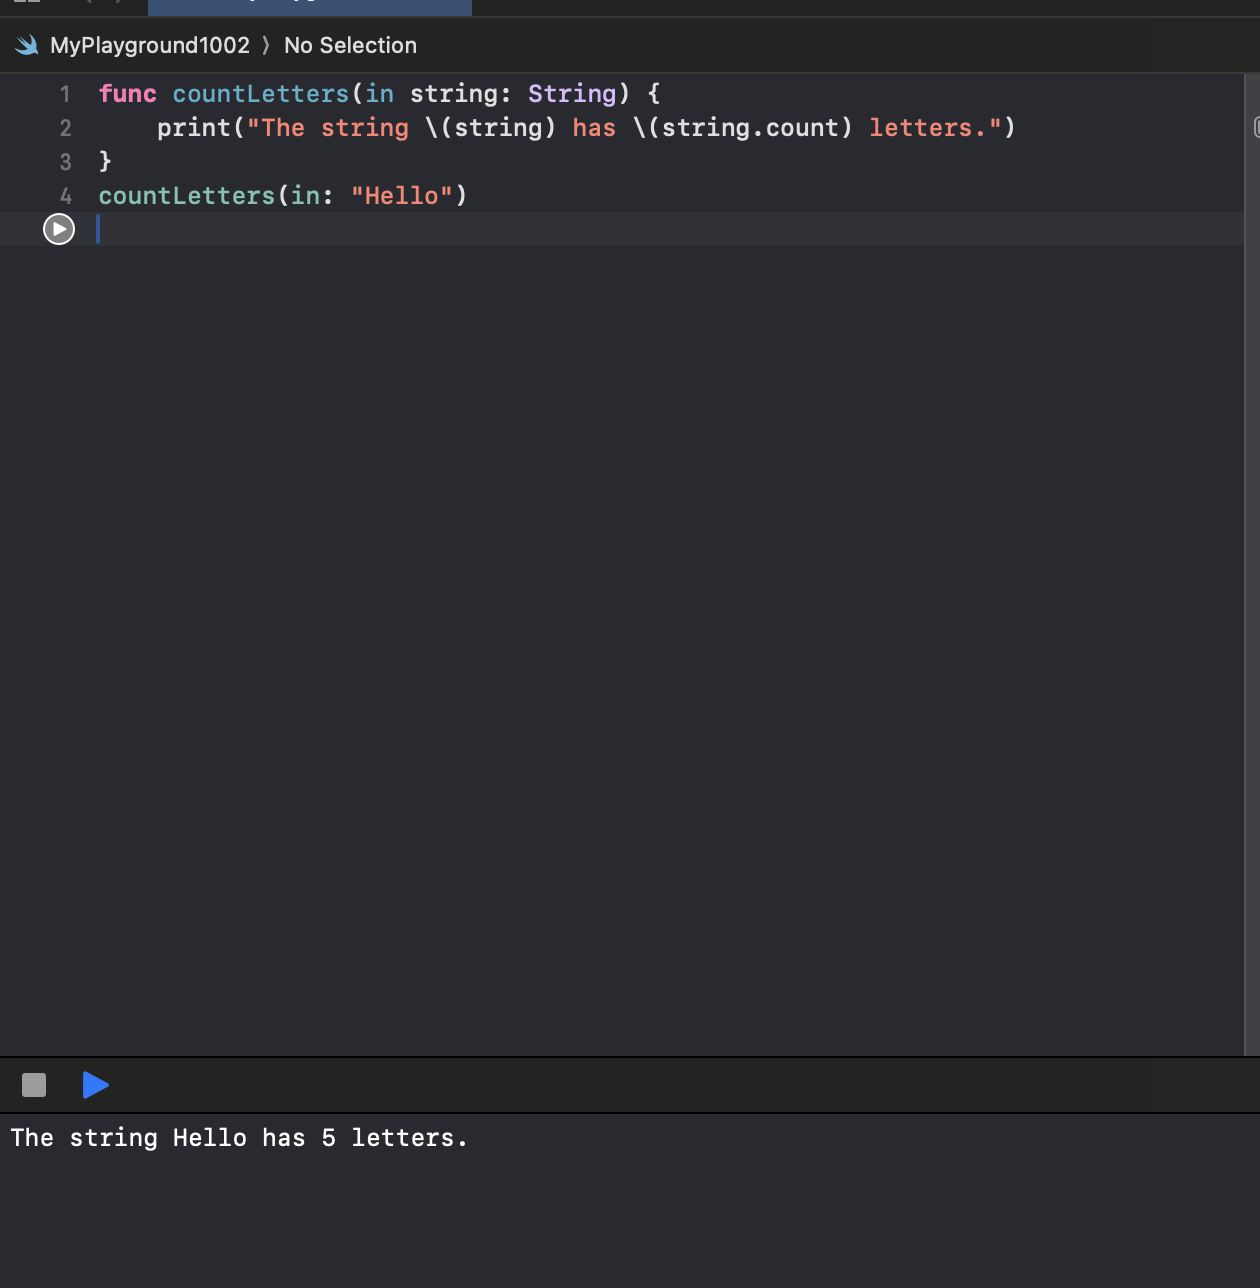 MyPlayground1002 ⟩ No Selection
1 func countLetters(in string: String) {
2     print("The string \(string) has \(string.count) letters.")
3 }
4 countLetters(in: "Hello")
The string Hello has 5 letters.